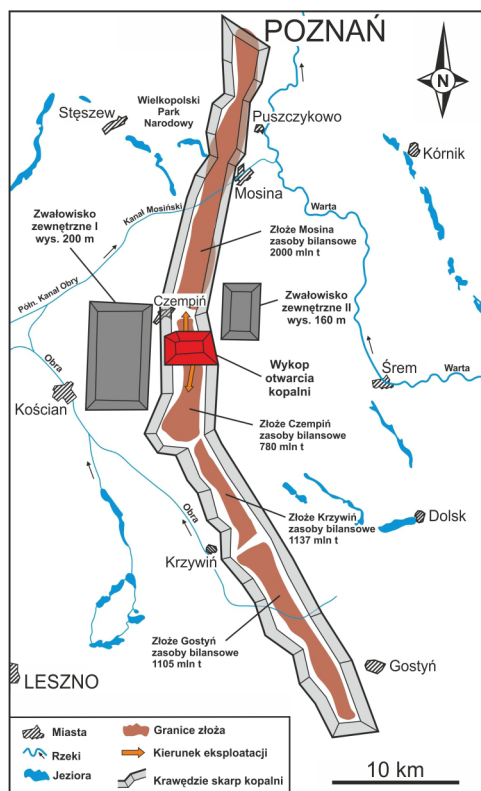 POZNAŃ
N
Stęszew
Wielkopolski
Park
Narodowy
Puszczykowo
Kórnik
Mosina
Kanał Mosiński
Warta
Zwałowisko
zewnętrzne I
wys. 200 m
Złoże Mosina
zasoby bilansowe
2000 mln t
Półn. Kanał Obry
Czempiń
Zwałowisko
zewnętrzne II
wys. 160 m
Obra
Wykop
otwarcia
kopalni
Śrem
Warta
Kościan
Złoże Czempiń
zasoby bilansowe
780 mln t
Obra
Złoże Krzywiń
zasoby bilansowe
1137 mln t
Dolsk
Krzywiń
Złoże Gostyń
zasoby bilansowe
1105 mln t
Gostyń
LESZNO
Miasta
Rzeki
Jeziora
Granice złoża
Kierunek eksploatacji
Krawędzie skarp kopalni
10 km